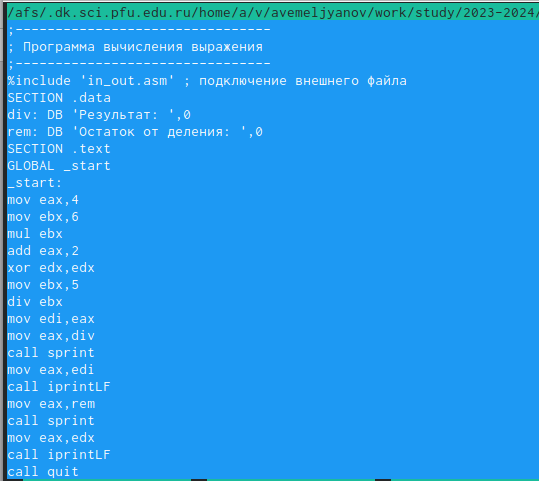 /afs/.dk.sci.pfu.edu.ru/home/a/v/avemeljyanov/work/study/2023-2024/
;--------------------------------
; Программа вычисления выражения
;--------------------------------
%include 'in_out.asm' ; подключение внешнего файла
SECTION .data
div: DB 'Результат: ',0
rem: DB 'Остаток от деления: ',0
SECTION .text
GLOBAL _start
_start:
mov eax,4
mov ebx,6
mul ebx
add eax,2
xor edx,edx
mov ebx,5
div ebx
mov edi,eax
mov eax,div
call sprint
mov eax,edi
call iprintLF
mov eax,rem
call sprint
mov eax,edx
call iprintLF
call quit